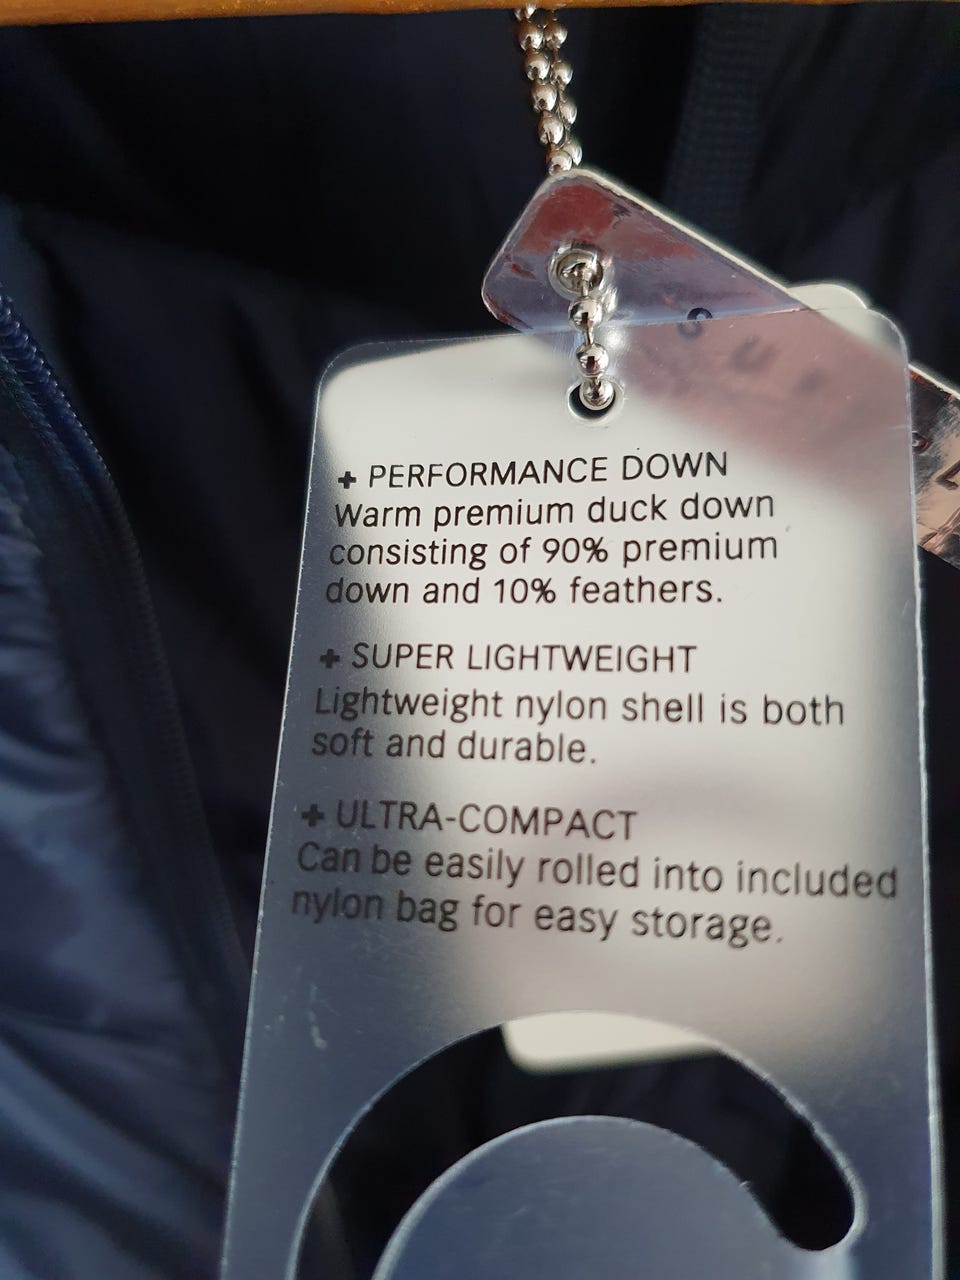 + PERFORMANCE DOWN
Warm premium duck down
consisting of 90% premium
down and 10% feathers.
+ SUPER LIGHTWEIGHT
Lightweight nylon shell is both
soft and durable.
+ ULTRA-COMPACT
Can be easily rolled into included
nylon bag for easy storage.